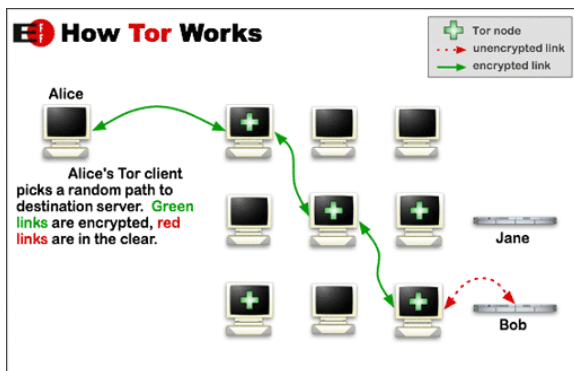 EFF How Tor Works
Tor node
unencrypted link
encrypted link
Alice
Alice's Tor client
picks a random path to
destination server. Green
links are encrypted, red
links are in the clear.
Jane
Bob